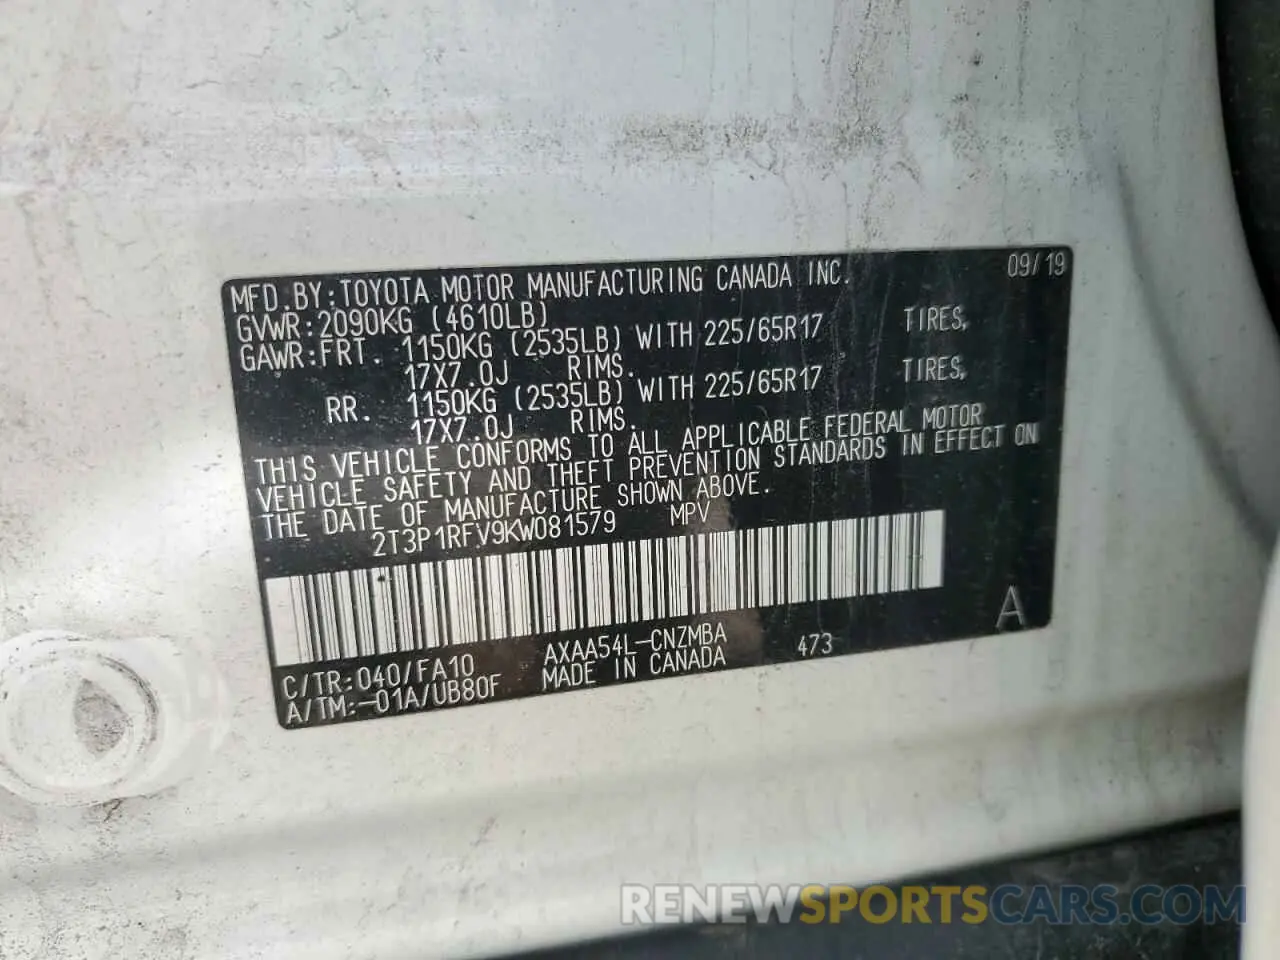 MFD.BY:TOYOTA MOTOR MANUFACTURING CANADA INC. 09/19
GVWR:2090KG (4610LB)
GAWR:FRT. 1150KG (2535LB) WITH 225/65R17 TIRES,
17X7.0J RIMS.
RR. 1150KG (2535LB) WITH 225/65R17 TIRES,
17X7.0J RIMS.
THIS VEHICLE CONFORMS TO ALL APPLICABLE FEDERAL MOTOR
VEHICLE SAFETY AND THEFT PREVENTION STANDARDS IN EFFECT ON
THE DATE OF MANUFACTURE SHOWN ABOVE.
2T3P1RFV9KW081579 MPV
C/TR:040/FA10 AXAA54L-CNZMBA 473 A
A/TM:-01A/UB80F MADE IN CANADA
RENEWSPORTSCARS.COM